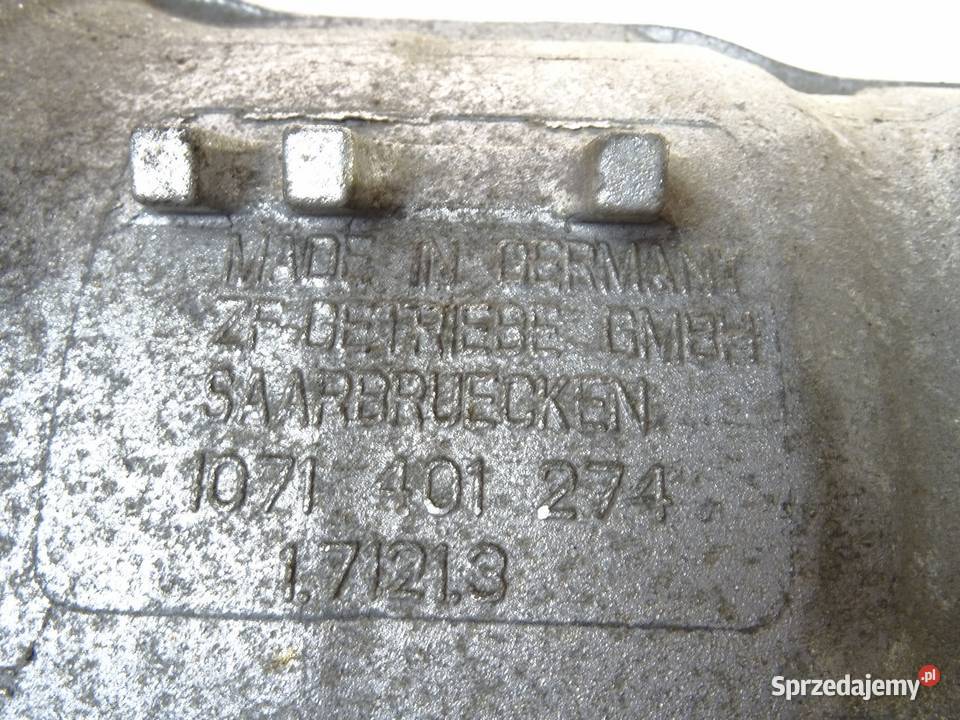 MADE IN GERMANY
ZF-GETRIEBE GMBH
SAARBRUECKEN
1071 401 274
1.7121.3
Sprzedajemy.pl